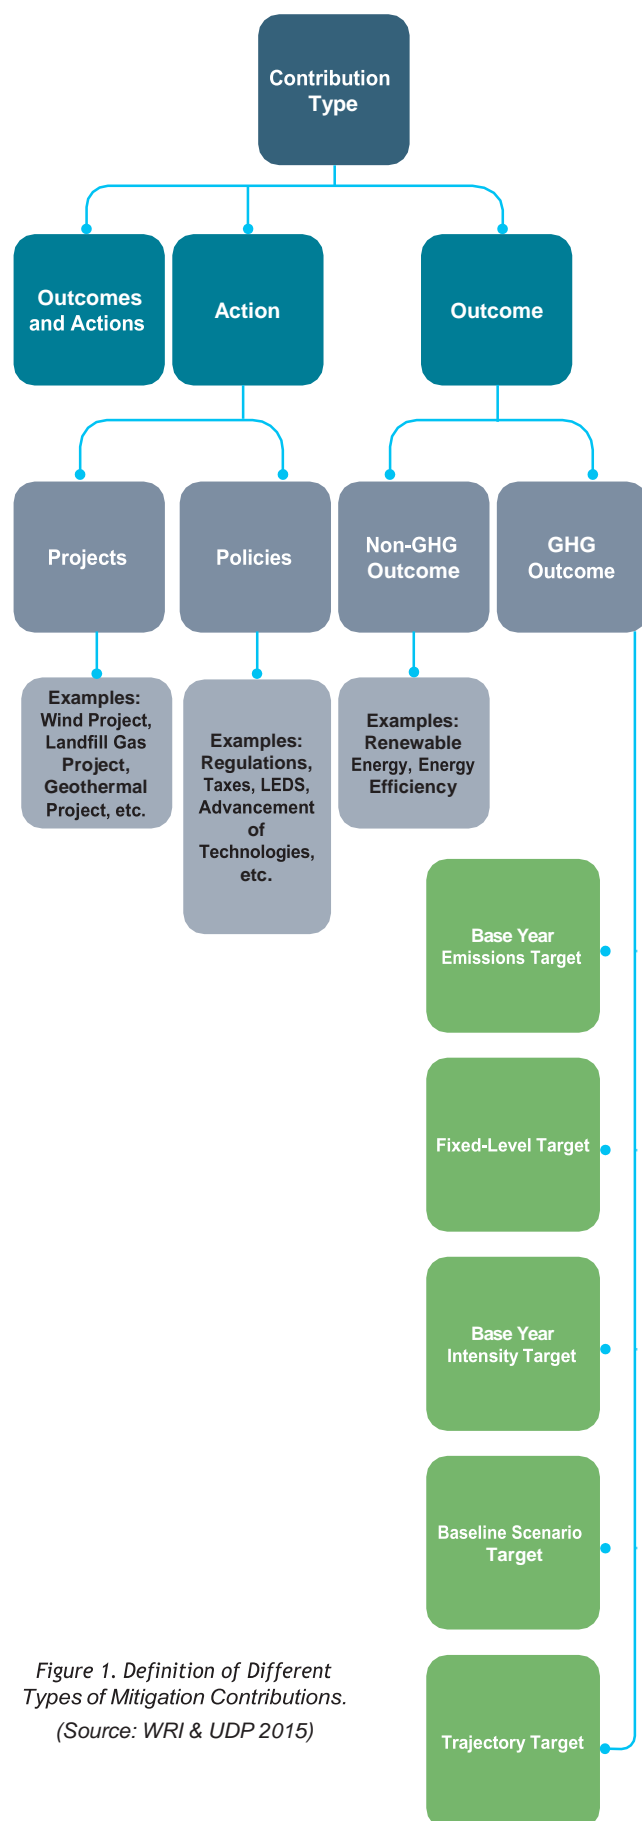 Contribution
Type
Outcomes
and Actions
Action
Outcome
Projects
Policies
Non-GHG
Outcome
GHG
Outcome
Examples:
Wind Project,
Landfill Gas
Project,
Geothermal
Project, etc.
Examples:
Regulations,
Taxes, LEDS,
Advancement
of
Technologies,
etc.
Examples:
Renewable
Energy, Energy
Efficiency
Base Year
Emissions Target
Fixed-Level Target
Base Year
Intensity Target
Baseline Scenario
Target
Trajectory Target
Figure 1. Definition of Different
Types of Mitigation Contributions.
(Source: WRI & UDP 2015)